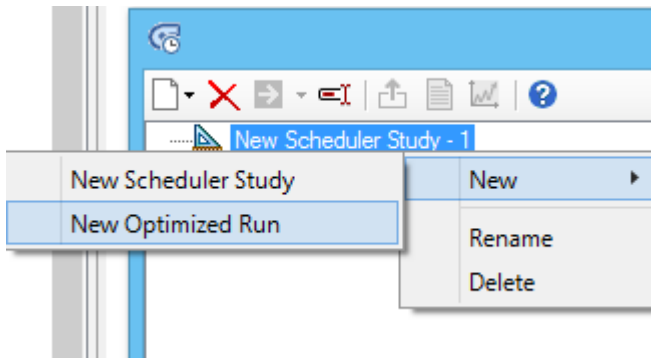 New Scheduler Study - 1
New Scheduler Study
New
New Optimized Run
Rename
Delete